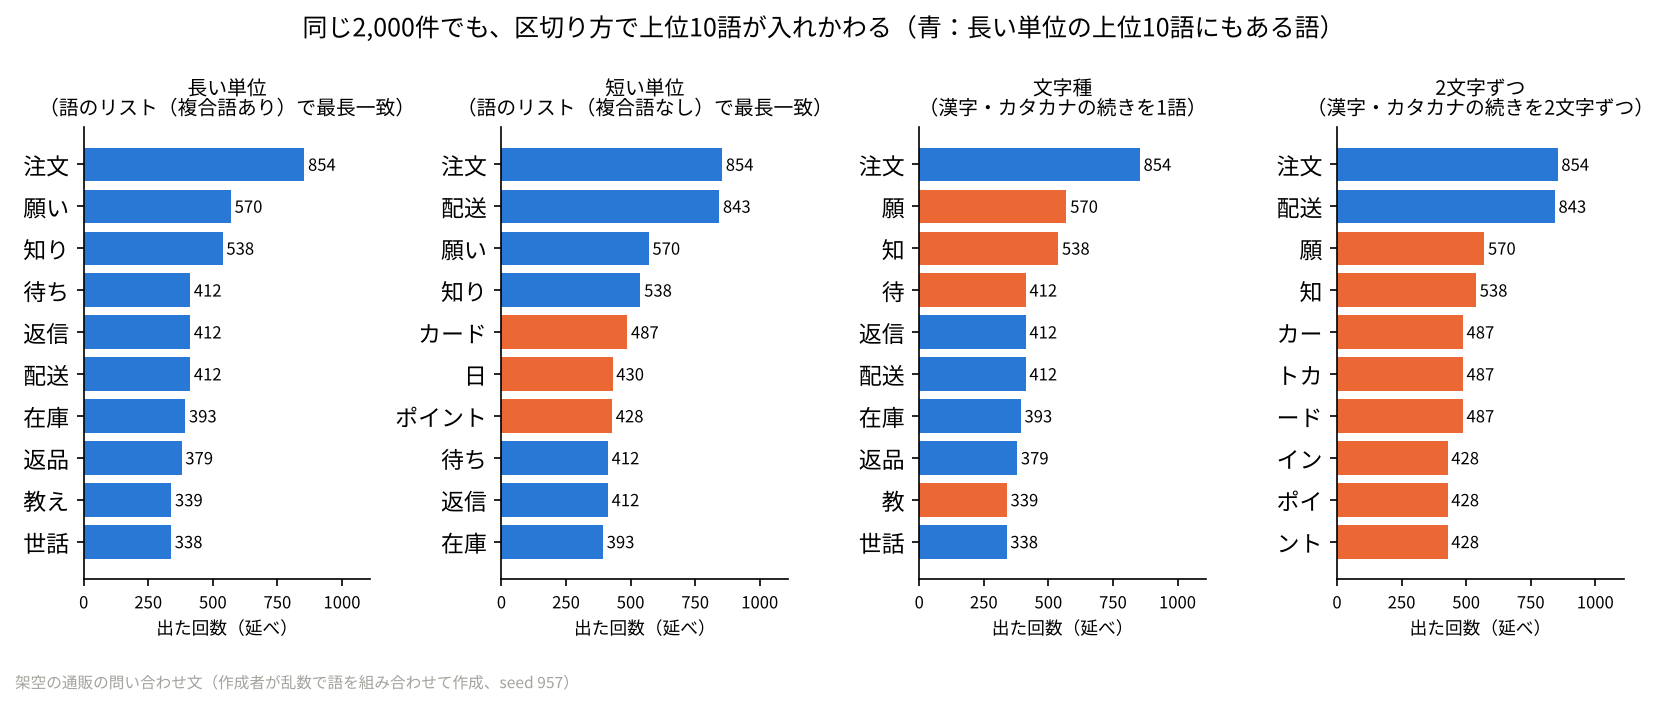 同じ2,000件でも、区切り方で上位10語が入れかわる（青：長い単位の上位10語にもある語）
長い単位
（語のリスト（複合語あり）で最長一致）
注文 854
願い 570
知り 538
待ち 412
返信 412
配送 412
在庫 393
返品 379
教え 339
世話 338
0 250 500 750 1000
出た回数（延べ）
短い単位
（語のリスト（複合語なし）で最長一致）
注文 854
配送 843
願い 570
知り 538
カード 487
日 430
ポイント 428
待ち 412
返信 412
在庫 393
0 250 500 750 1000
出た回数（延べ）
文字種
（漢字・カタカナの続きを1語）
注文 854
願 570
知 538
待 412
返信 412
配送 412
在庫 393
返品 379
教 339
世話 338
0 250 500 750 1000
出た回数（延べ）
2文字ずつ
（漢字・カタカナの続きを2文字ずつ）
注文 854
配送 843
願 570
知 538
カー 487
トカ 487
ード 487
イン 428
ポイ 428
ント 428
0 250 500 750 1000
出た回数（延べ）
架空の通販の問い合わせ文（作成者が乱数で語を組み合わせて作成、seed 957）